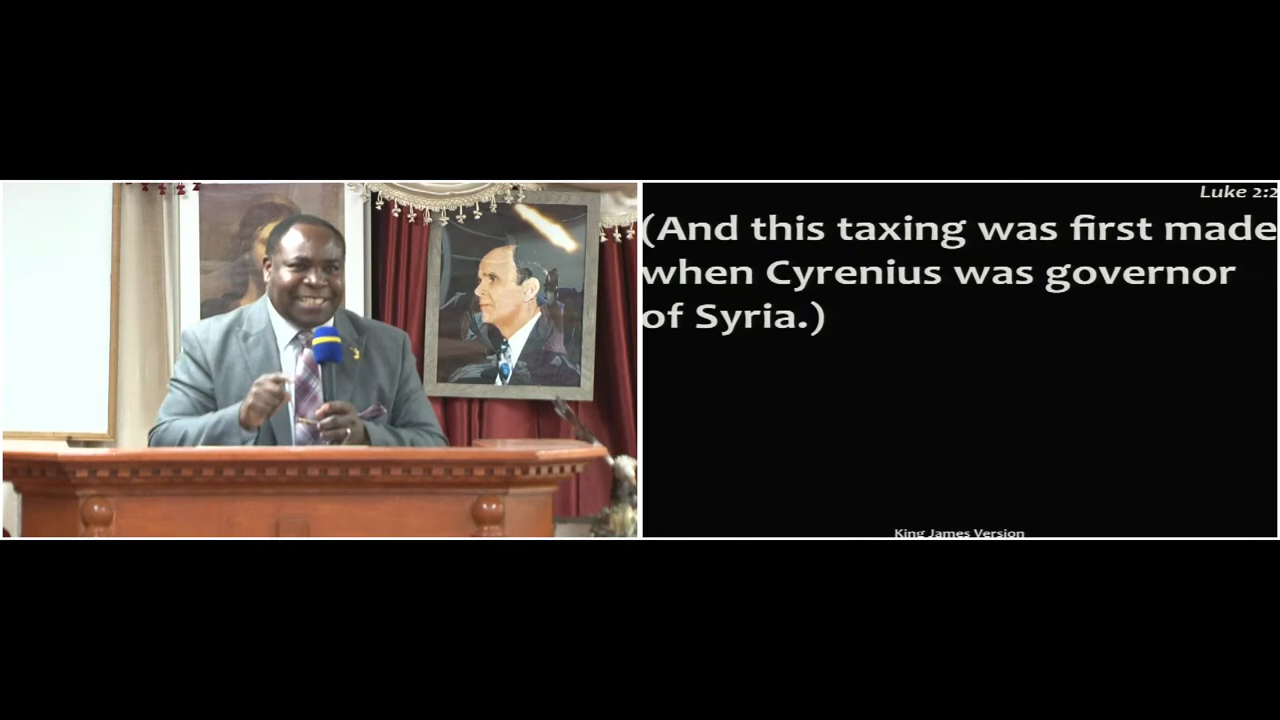 Luke 2:2
(And this taxing was first made
when Cyrenius was governor
of Syria.)
King James Version